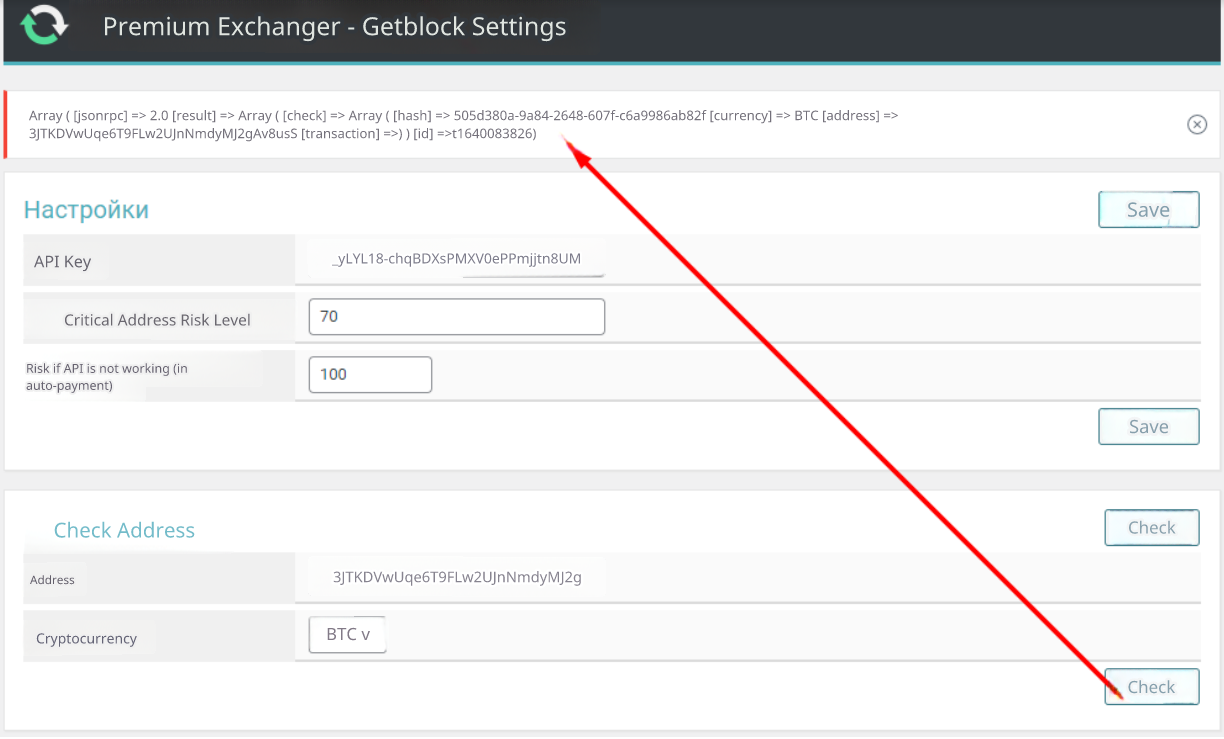 Premium Exchanger - Getblock Settings
Array ( [jsonrpc] => 2.0 [result] => Array ( [check] => Array ( [hash] => 505d380a-9a84-2648-607f-c6a9986ab82f [currency] => BTC [address] =>
3JTKDVwUqe6T9FLw2UJnNmdyMJ2gAv8usS [transaction] =>) ) [id] =>t1640083826)
Настройки
Save
API Key
_yLYL18-chqBDXsPMXV0ePPmjjtn8UM
Critical Address Risk Level
70
Risk if API is not working (in
auto-payment)
100
Save
Check Address
Check
Address
3JTKDVwUqe6T9FLw2UJnNmdyMJ2g
Cryptocurrency
BTC v
Check